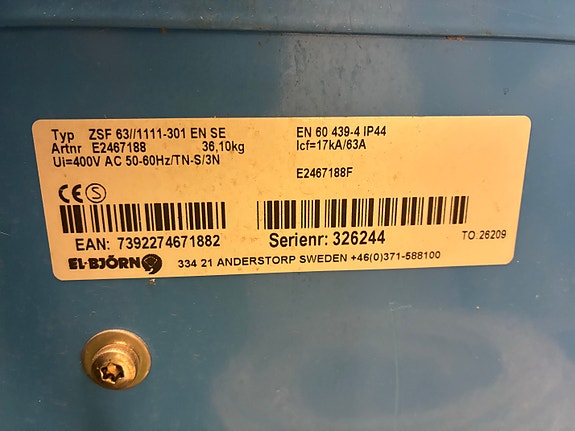 Typ ZSF 63//1111-301 EN SE
Artnr E2467188 36,10kg
Ui=400V AC 50-60Hz/TN-S/3N
EN 60 439-4 IP44
Icf=17kA/63A
E2467188F
CE S
EAN: 7392274671882
Serienr: 326244
TO.26209
EL-BJÖRN
334 21 ANDERSTORP SWEDEN +46(0)371-588100